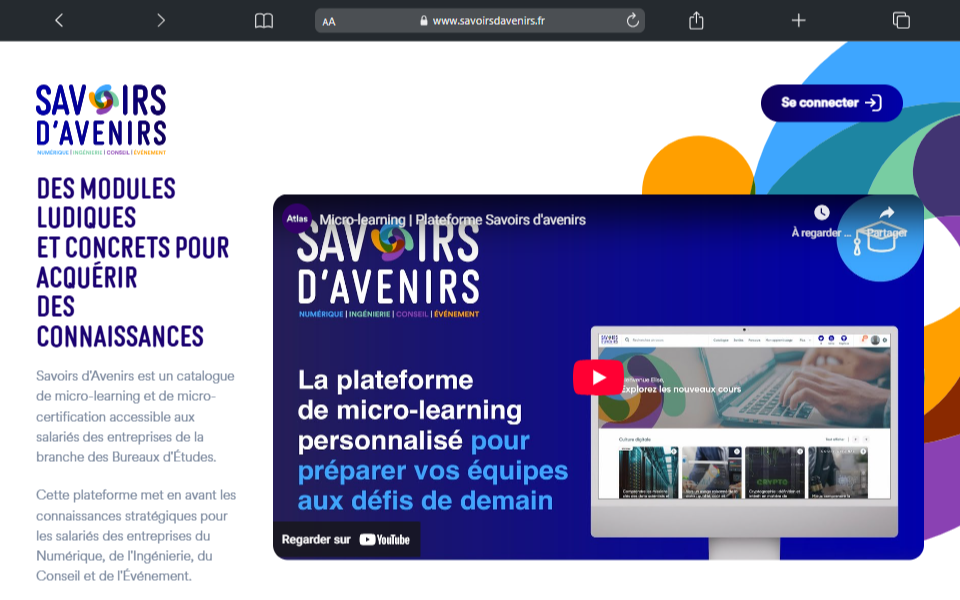 AA www.savoirsdavenirs.fr
SAVOIRS
D'AVENIRS
NUMÉRIQUE | INGÉNIERIE | CONSEIL | ÉVÉNEMENT
Se connecter
DES MODULES
LUDIQUES
ET CONCRETS POUR
ACQUÉRIR
DES
CONNAISSANCES
Savoirs d'Avenirs est un catalogue
de micro-learning et de micro-
certification accessible aux
salariés des entreprises de la
branche des Bureaux d'Études.
Cette plateforme met en avant les
connaissances stratégiques pour
les salariés des entreprises du
Numérique, de l'Ingénierie, du
Conseil et de l'Événement.
Atlas Micro-learning | Plateforme Savoirs d'avenirs
À regarder ... Partager
SAVOIRS
D'AVENIRS
NUMÉRIQUE | INGÉNIERIE | CONSEIL | ÉVÉNEMENT
La plateforme
de micro-learning
personnalisé pour
préparer vos équipes
aux défis de demain
Bienvenue Elise,
Explorez les nouveaux cours
Culture digitale
CRYPTO
Regarder sur YouTube